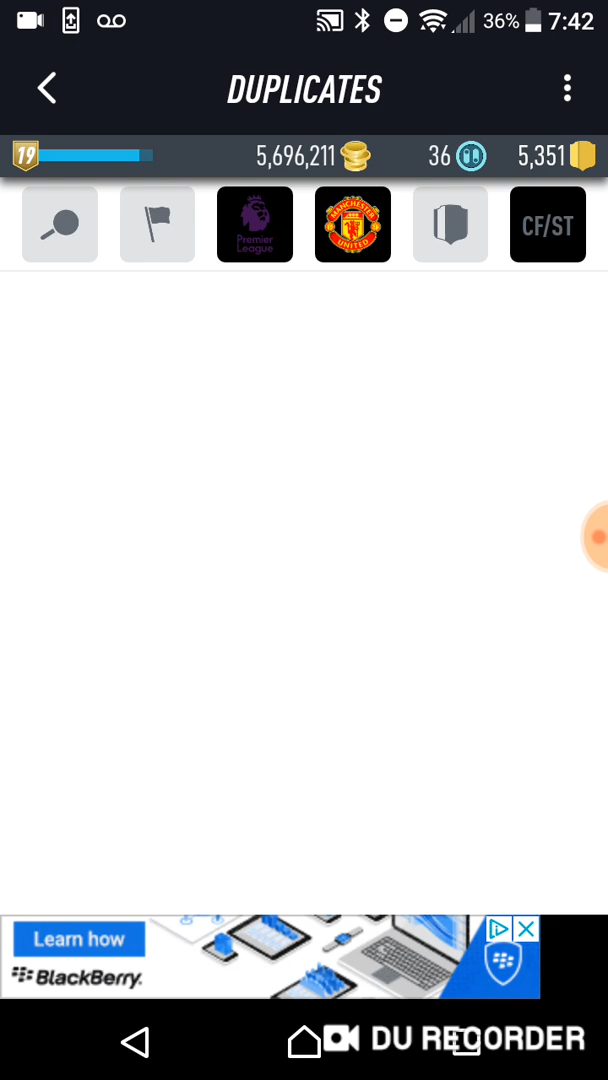 36% 7:42
DUPLICATES
19 5,696,211 36 5,351
Premier
League
MANCHESTER
UNITED
CF/ST
Learn how
BlackBerry.
DU RECORDER